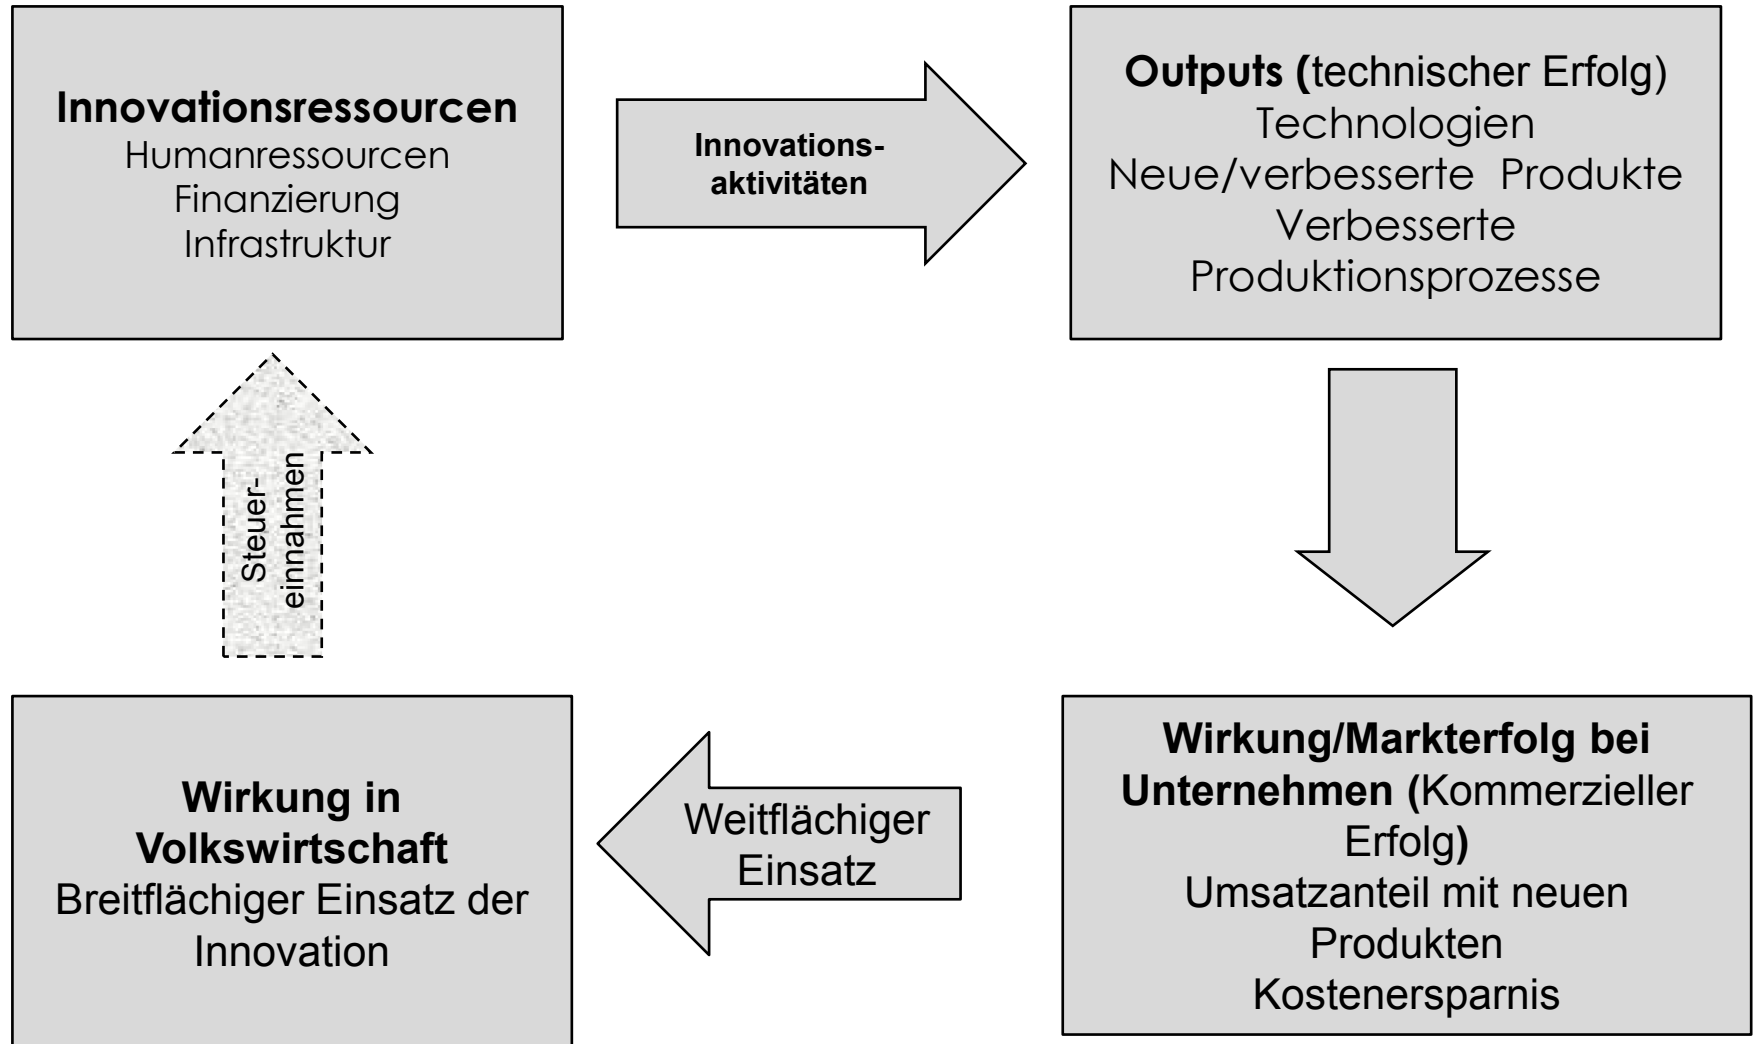 Innovationsressourcen
Humanressourcen
Finanzierung
Infrastruktur
Innovations-
aktivitäten
Outputs (technischer Erfolg)
Technologien
Neue/verbesserte Produkte
Verbesserte
Produktionsprozesse
Steuer-
einnahmen
Wirkung in
Volkswirtschaft
Breitflächiger Einsatz der
Innovation
Weitflächiger
Einsatz
Wirkung/Markterfolg bei
Unternehmen (Kommerzieller
Erfolg)
Umsatzanteil mit neuen
Produkten
Kostenersparnis